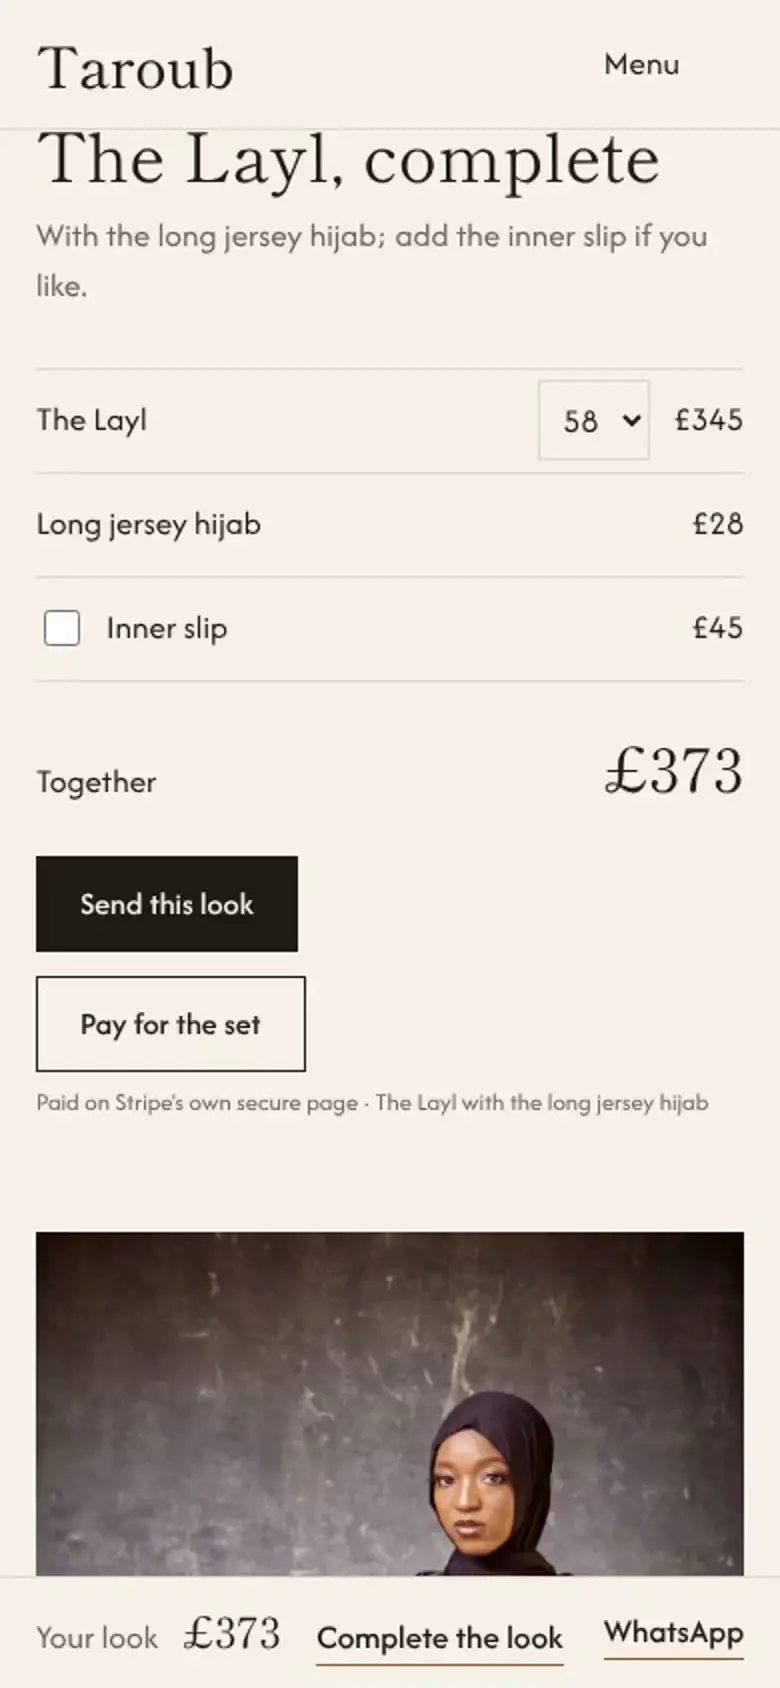 Taroub
Menu
The Layl, complete
With the long jersey hijab; add the inner slip if you
like.
The Layl 58 £345
Long jersey hijab £28
Inner slip £45
Together £373
Send this look
Pay for the set
Paid on Stripe's own secure page · The Layl with the long jersey hijab
Your look £373 Complete the look WhatsApp